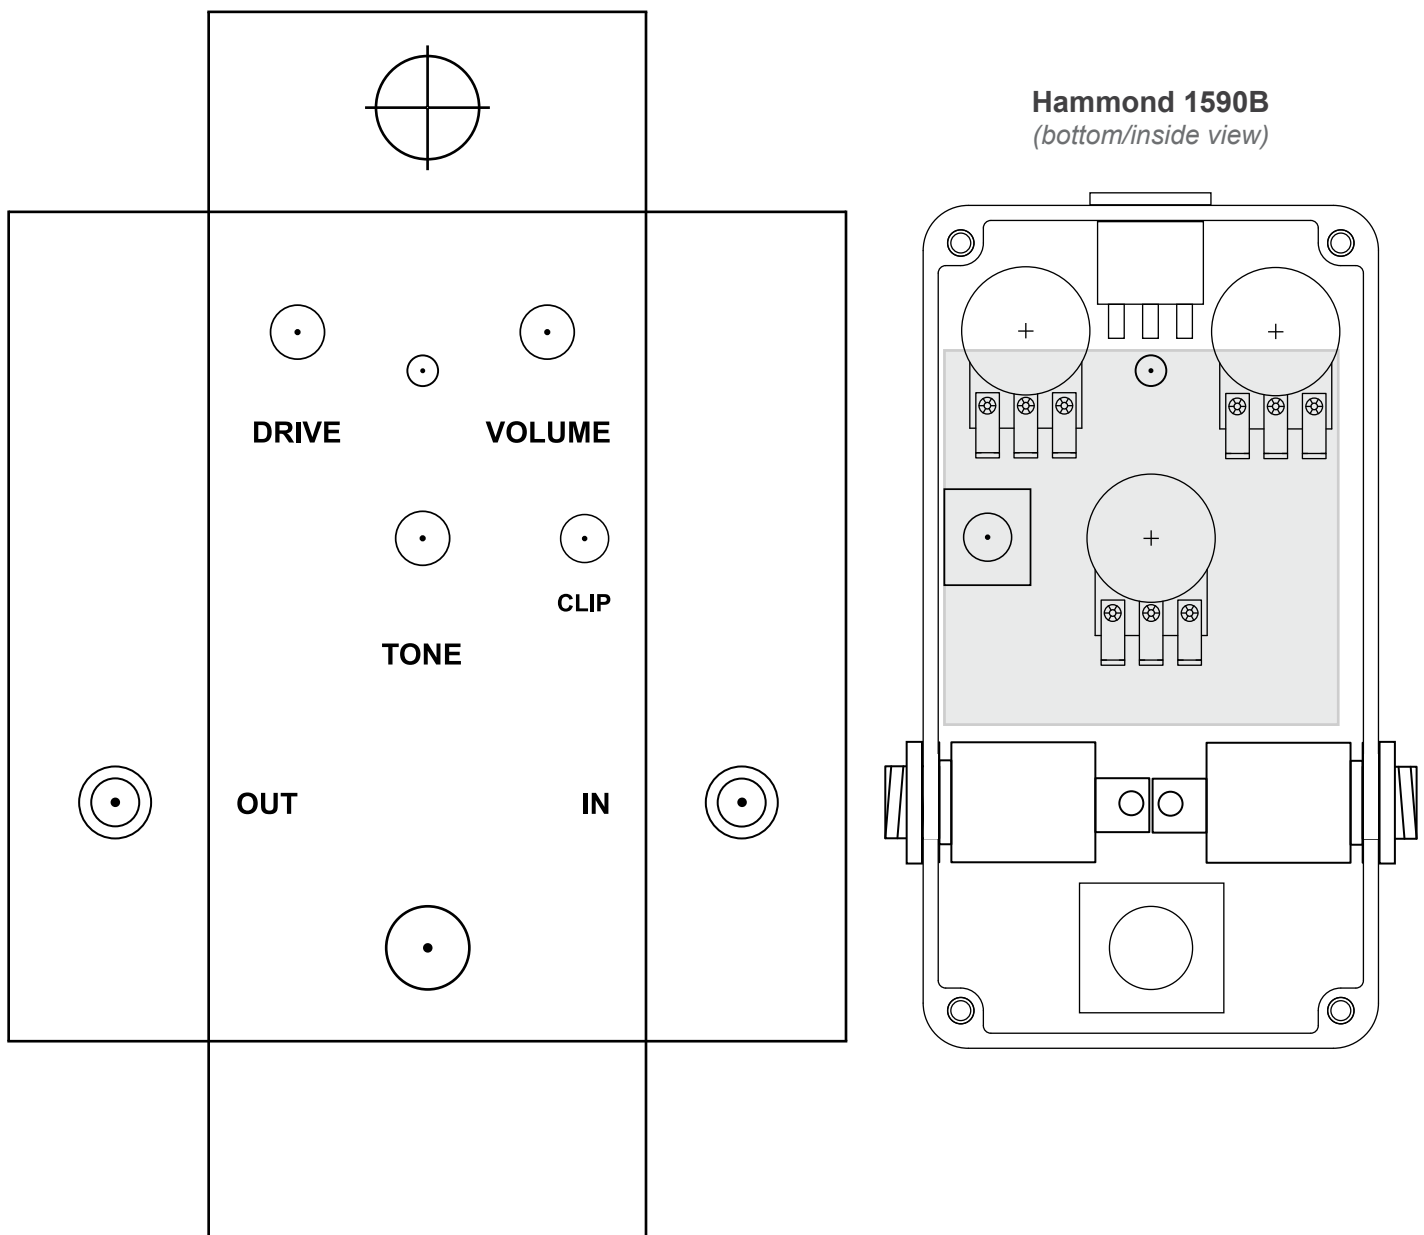 Hammond 1590B
(bottom/inside view)
DRIVE
VOLUME
CLIP
TONE
OUT
IN